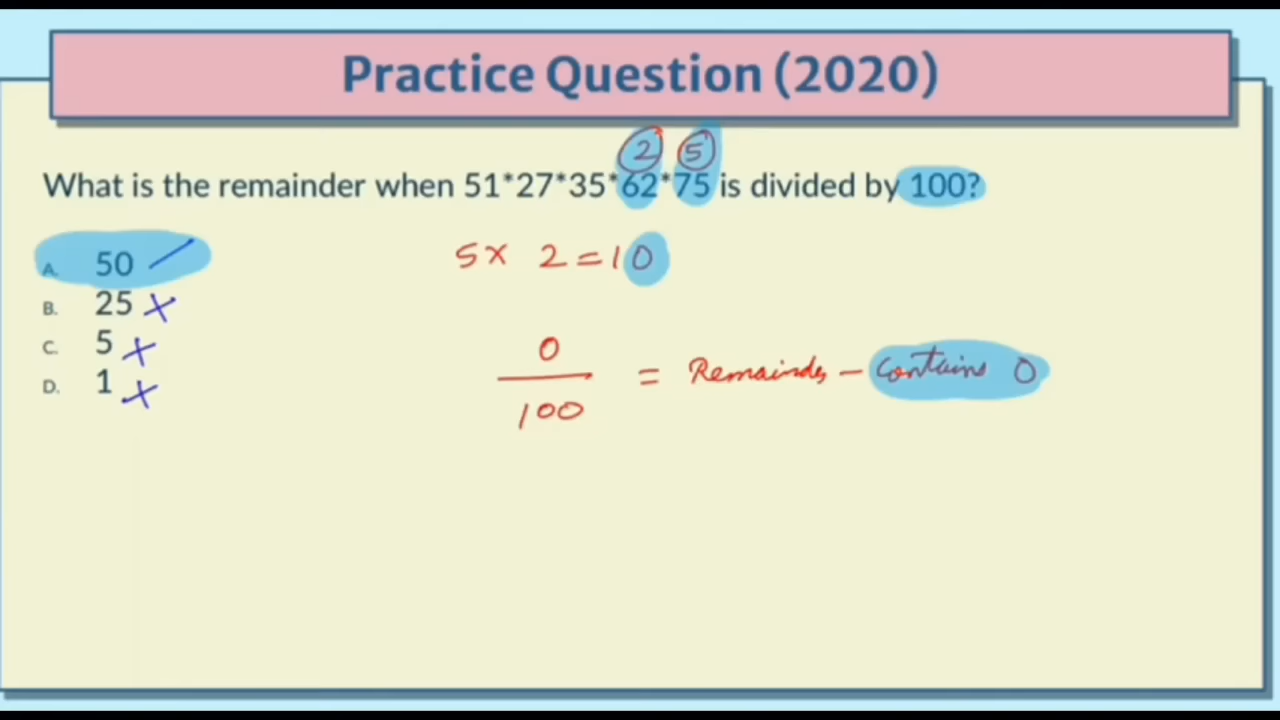 Practice Question (2020)
2 5
What is the remainder when 51*27*35*62*75 is divided by 100?
5 x 2 = 10
A. 50
B. 25 x
C. 5 x
D. 1 x
0
100
= Remainder - Contains 0